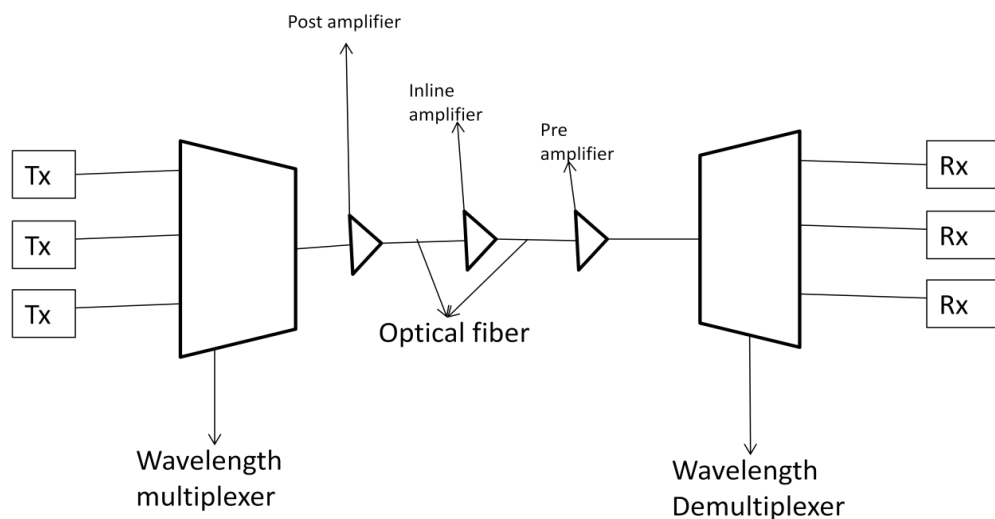 Post amplifier
Inline
amplifier
Pre
amplifier
Tx
Rx
Tx
Rx
Tx
Rx
Optical fiber
Wavelength
multiplexer
Wavelength
Demultiplexer